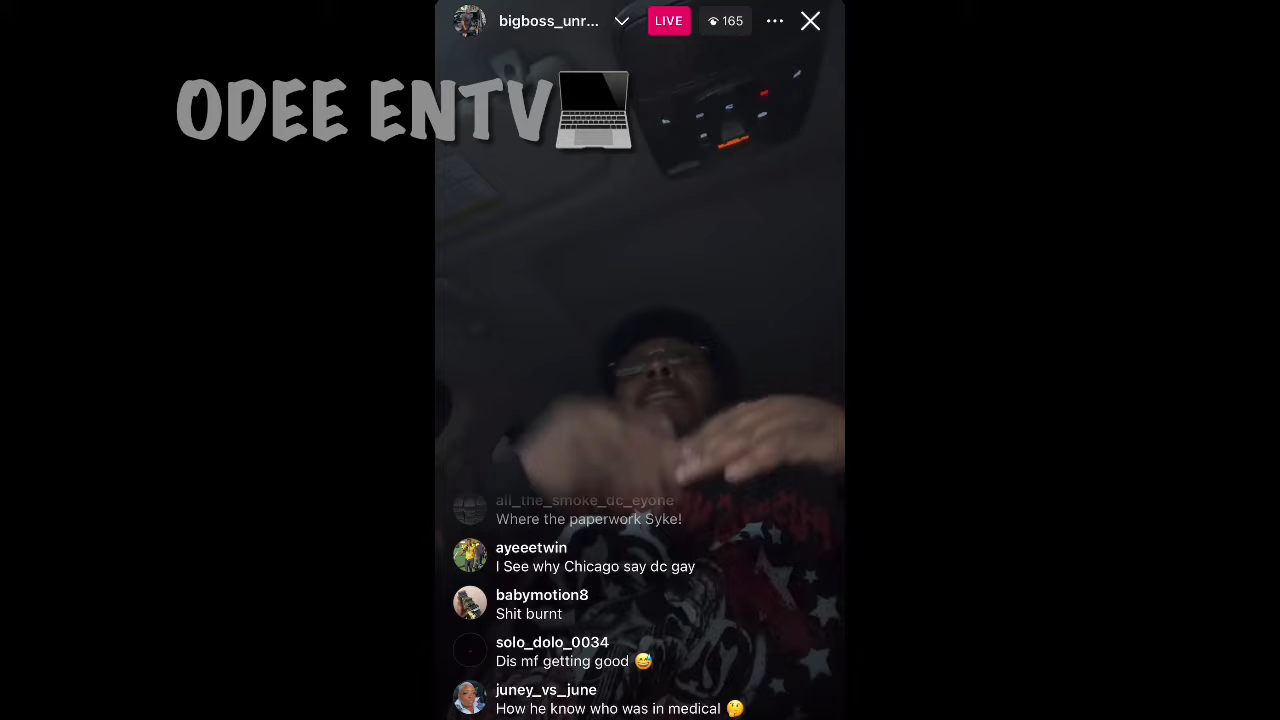 bigboss_unr...
LIVE
165
ODEE ENTV
all_the_smoke_dc_eyone
Where the paperwork Syke!
ayeeetwin
I See why Chicago say dc gay
babymotion8
Shit burnt
solo_dolo_0034
Dis mf getting good 😅
juney_vs_june
How he know who was in medical 🤔